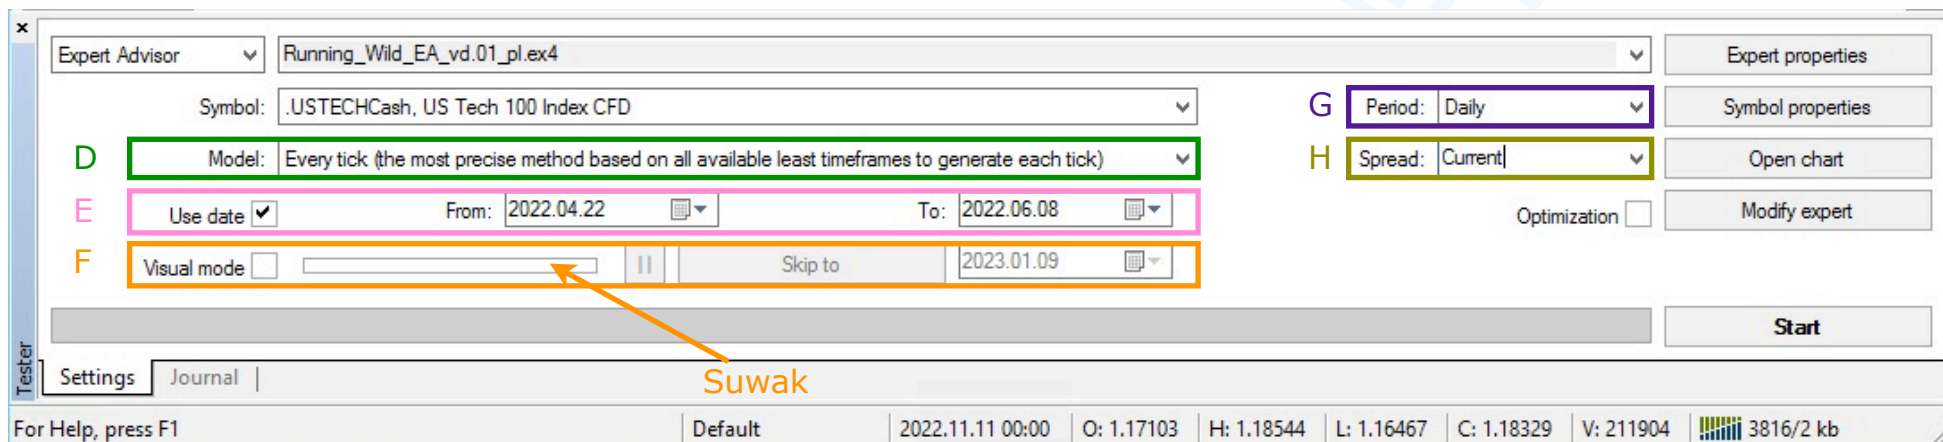 Expert Advisor Running_Wild_EA_vd.01_pl.ex4 Expert properties
Symbol: .USTECHCash, US Tech 100 Index CFD G Period: Daily Symbol properties
D Model: Every tick (the most precise method based on all available least timeframes to generate each tick) H Spread: Current Open chart
E Use date From: 2022.04.22 To: 2022.06.08 Optimization Modify expert
F Visual mode Skip to 2023.01.09
Start
Tester
Settings Journal
Suwak
For Help, press F1 Default 2022.11.11 00:00 O: 1.17103 H: 1.18544 L: 1.16467 C: 1.18329 V: 211904 3816/2 kb